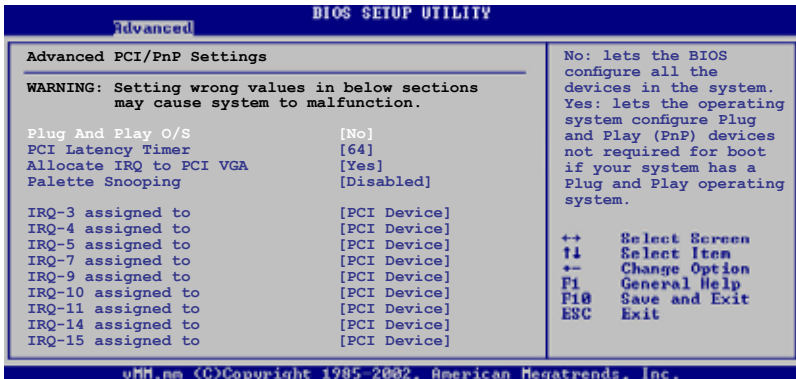 BIOS SETUP UTILITY
Advanced
Advanced PCI/PnP Settings
WARNING: Setting wrong values in below sections
may cause system to malfunction.
Plug And Play O/S [No]
PCI Latency Timer [64]
Allocate IRQ to PCI VGA [Yes]
Palette Snooping [Disabled]
IRQ-3 assigned to [PCI Device]
IRQ-4 assigned to [PCI Device]
IRQ-5 assigned to [PCI Device]
IRQ-7 assigned to [PCI Device]
IRQ-9 assigned to [PCI Device]
IRQ-10 assigned to [PCI Device]
IRQ-11 assigned to [PCI Device]
IRQ-14 assigned to [PCI Device]
IRQ-15 assigned to [PCI Device]
No: lets the BIOS
configure all the
devices in the system.
Yes: lets the operating
system configure Plug
and Play (PnP) devices
not required for boot
if your system has a
Plug and Play operating
system.
←→ Select Screen
↑↓ Select Item
+- Change Option
F1 General Help
F10 Save and Exit
ESC Exit
vMM.mm (C)Copyright 1985-2002, American Megatrends, Inc.